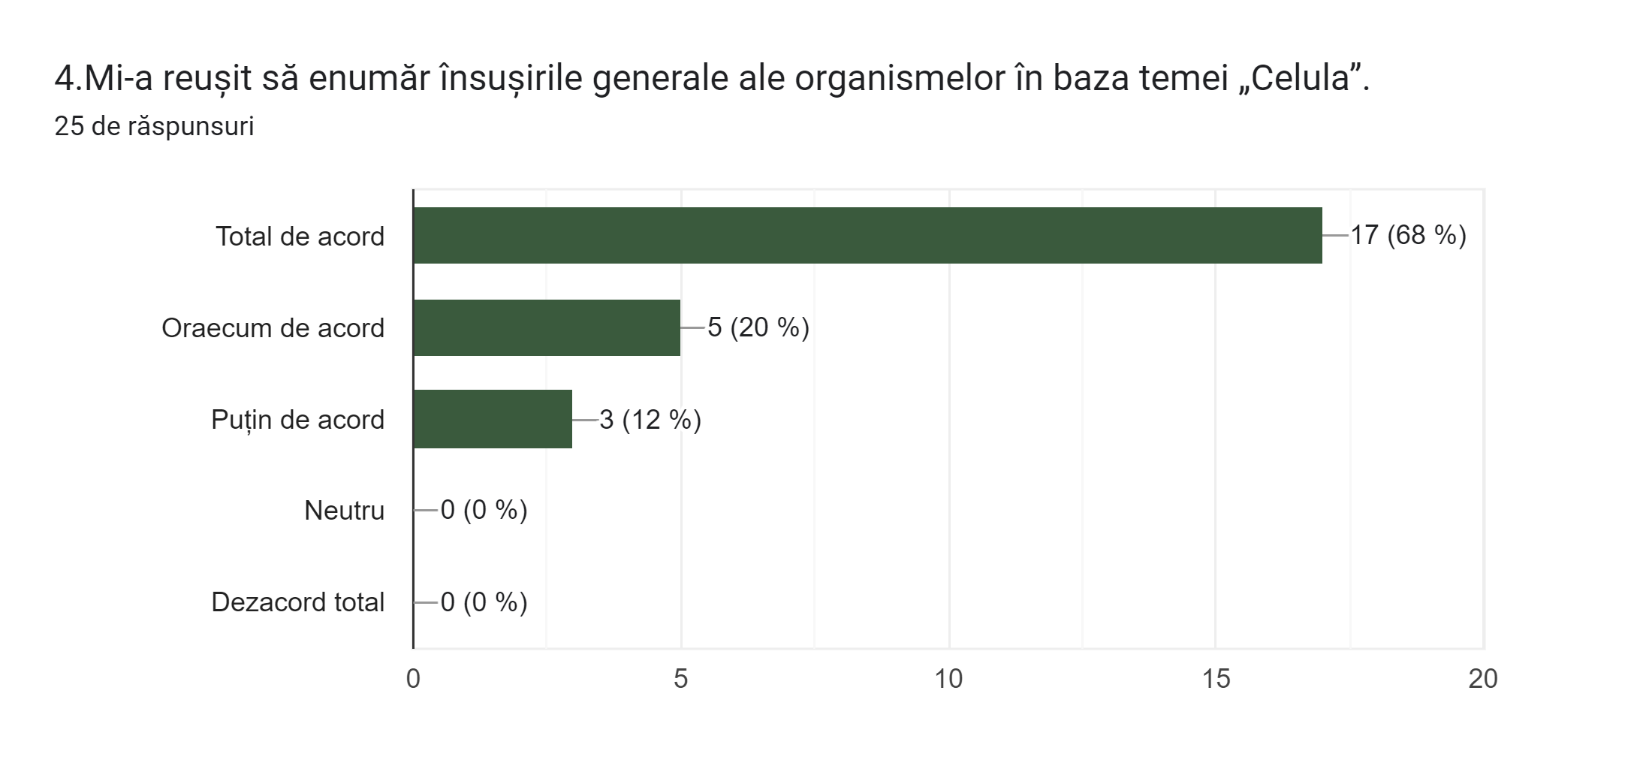 4.Mi-a reușit să enumăr însușirile generale ale organismelor în baza temei „Celula”.
25 de răspunsuri
Total de acord
17 (68 %)
Oraecum de acord
5 (20 %)
Puțin de acord
3 (12 %)
Neutru
0 (0 %)
Dezacord total
0 (0 %)
0 5 10 15 20